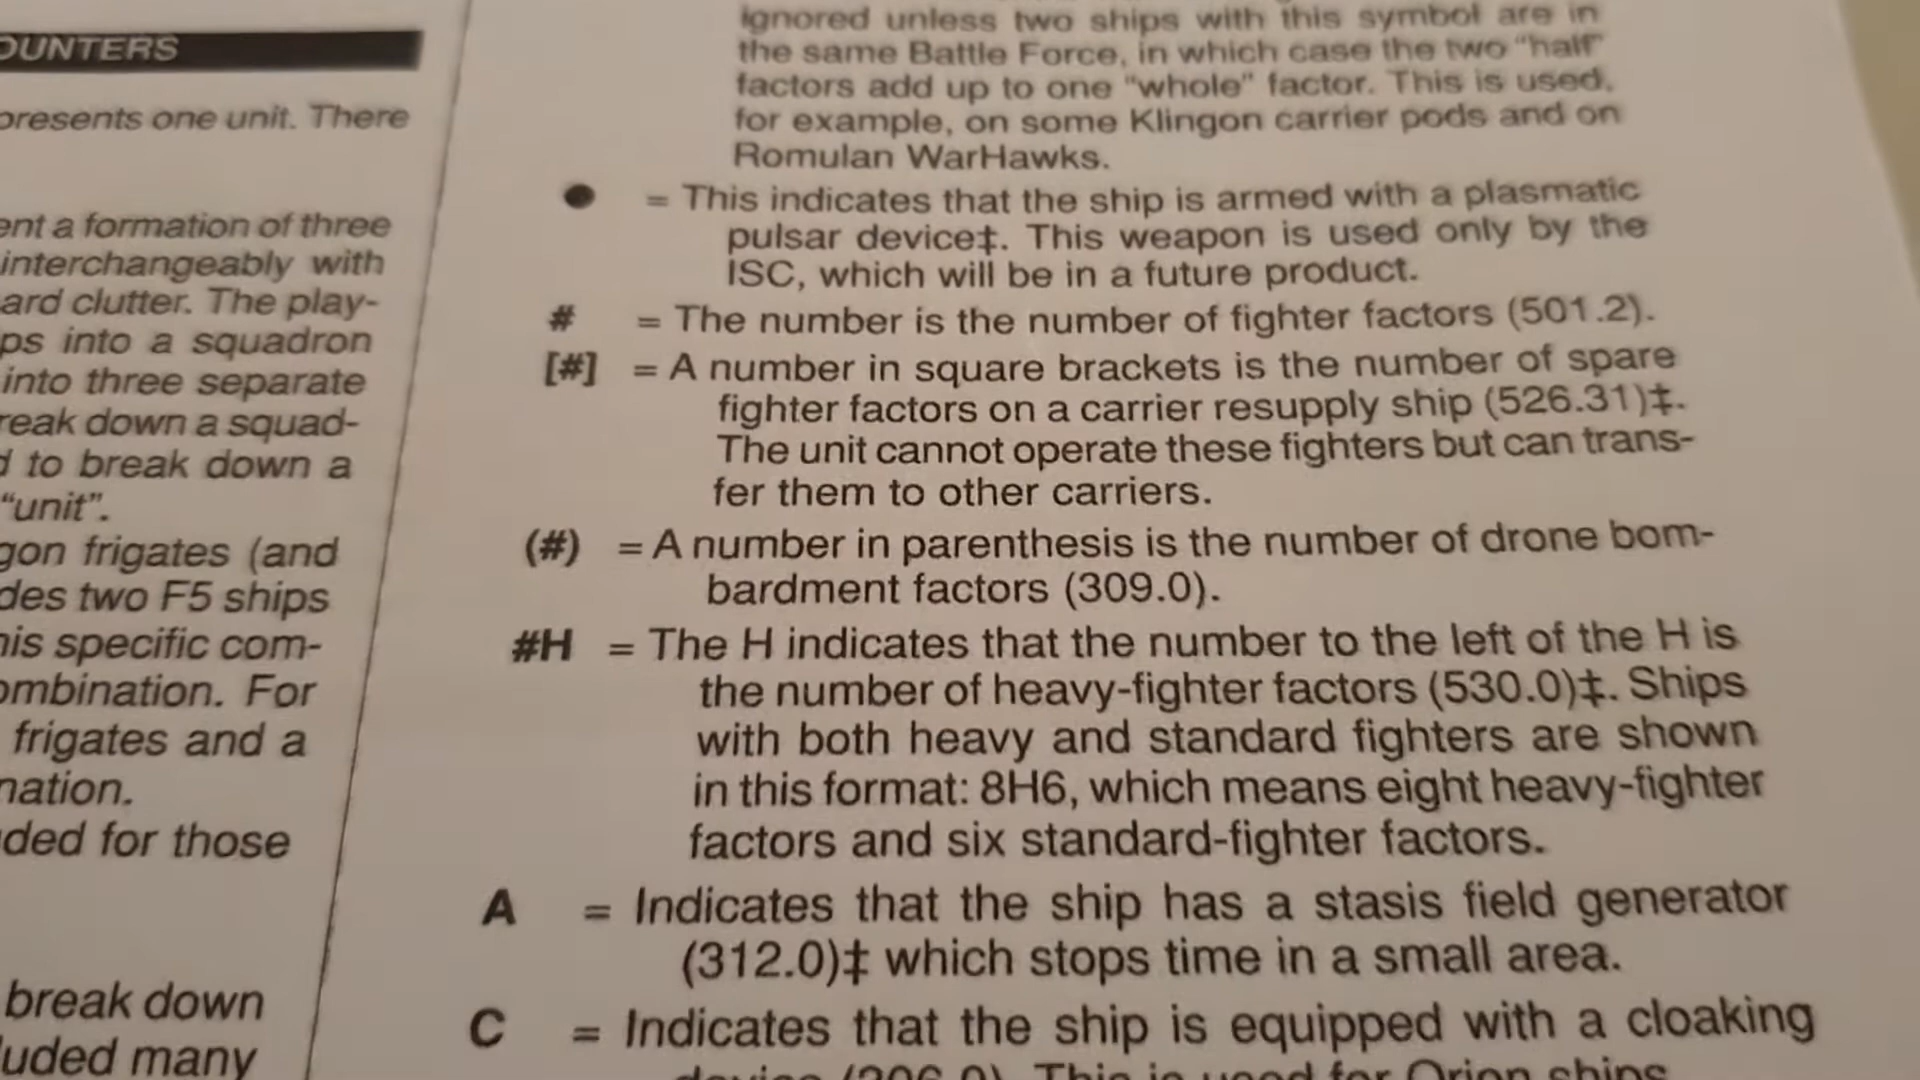 OUNTERS
presents one unit. There
ent a formation of three
interchangeably with
ard clutter. The play-
ps into a squadron
into three separate
reak down a squad-
d to break down a
"unit".
gon frigates (and
des two F5 ships
his specific com-
ombination. For
frigates and a
nation.
ded for those
break down
luded many
ignored unless two ships with this symbol are in
the same Battle Force, in which case the two "half"
factors add up to one "whole" factor. This is used,
for example, on some Klingon carrier pods and on
Romulan WarHawks.
● = This indicates that the ship is armed with a plasmatic
pulsar device‡. This weapon is used only by the
ISC, which will be in a future product.
# = The number is the number of fighter factors (501.2).
[#] = A number in square brackets is the number of spare
fighter factors on a carrier resupply ship (526.31)‡.
The unit cannot operate these fighters but can trans-
fer them to other carriers.
(#) = A number in parenthesis is the number of drone bom-
bardment factors (309.0).
#H = The H indicates that the number to the left of the H is
the number of heavy-fighter factors (530.0)‡. Ships
with both heavy and standard fighters are shown
in this format: 8H6, which means eight heavy-fighter
factors and six standard-fighter factors.
A = Indicates that the ship has a stasis field generator
(312.0)‡ which stops time in a small area.
C = Indicates that the ship is equipped with a cloaking
device (306.0). This is used for Orion ships